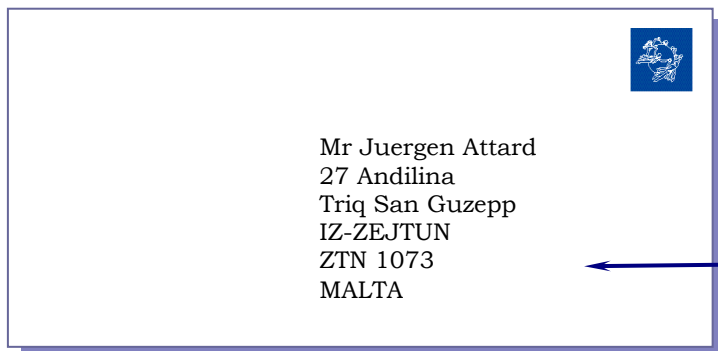 Mr Juergen Attard
27 Andilina
Triq San Guzepp
IZ-ZEJTUN
ZTN 1073
MALTA